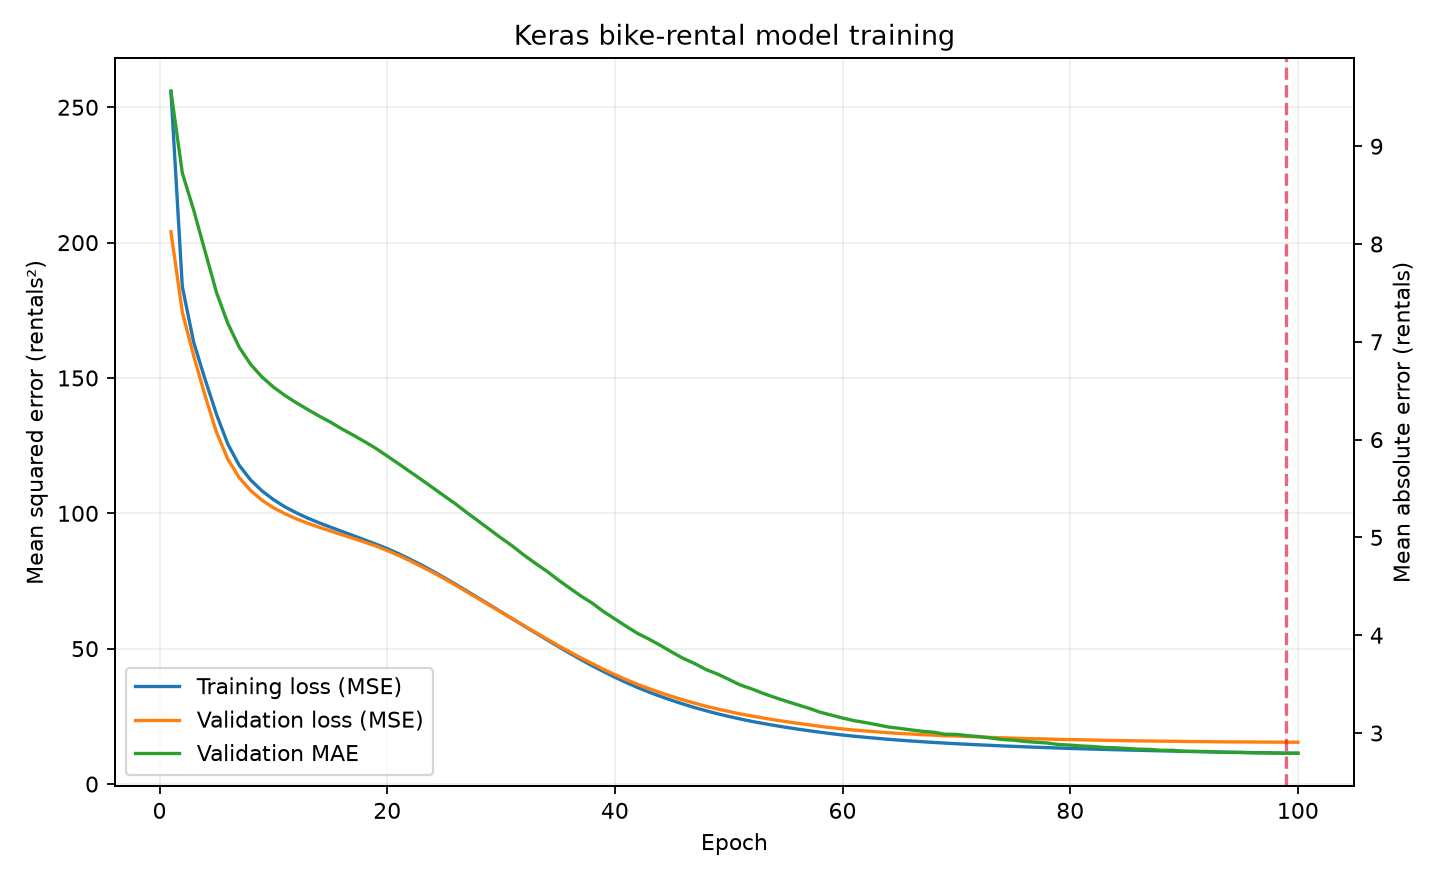 Keras bike-rental model training
Mean squared error (rentals²)
250
200
150
100
50
0
9
8
7
6
5
4
3
Mean absolute error (rentals)
Training loss (MSE)
Validation loss (MSE)
Validation MAE
0 20 40 60 80 100
Epoch